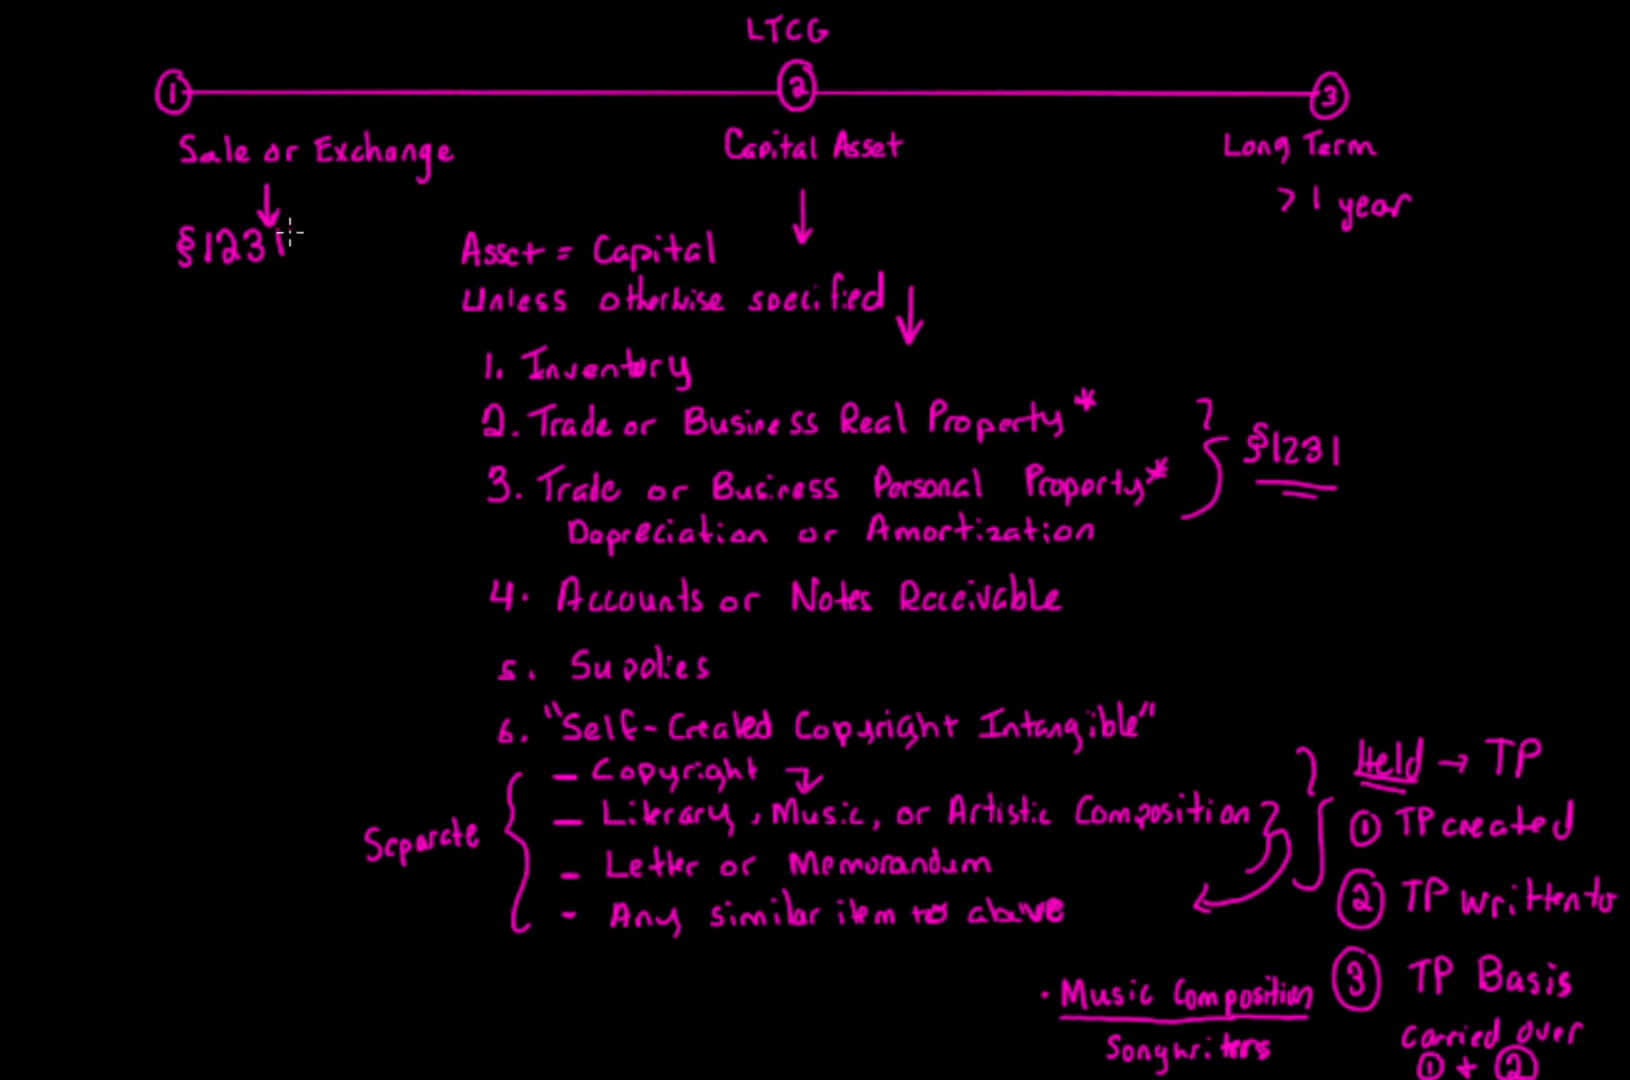 LTCG
① ② ③
Sale or Exchange
Capital Asset
Long Term
> 1 year
§1231
Asset = Capital
Unless otherwise specified
1. Inventory
2. Trade or Business Real Property*
3. Trade or Business Personal Property*
Depreciation or Amortization
§1231
4. Accounts or Notes Receivable
5. Supplies
6. "Self-Created Copyright Intangible"
Separate
- Copyright
- Literary, Music, or Artistic Composition
- Letter or Memorandum
- Any similar item to above
Held → TP
① TP created
② TP written to
③ TP Basis
carried over
① + ②
· Music Composition
Songwriters